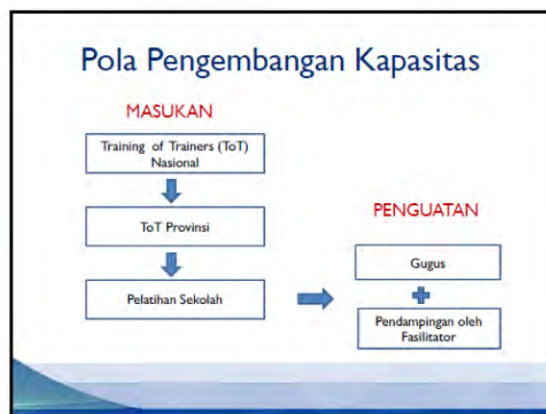 Pola Pengembangan Kapasitas
MASUKAN
Training of Trainers (ToT)
Nasional
ToT Provinsi
Pelatihan Sekolah
PENGUATAN
Gugus
Pendampingan oleh
Fasilitator